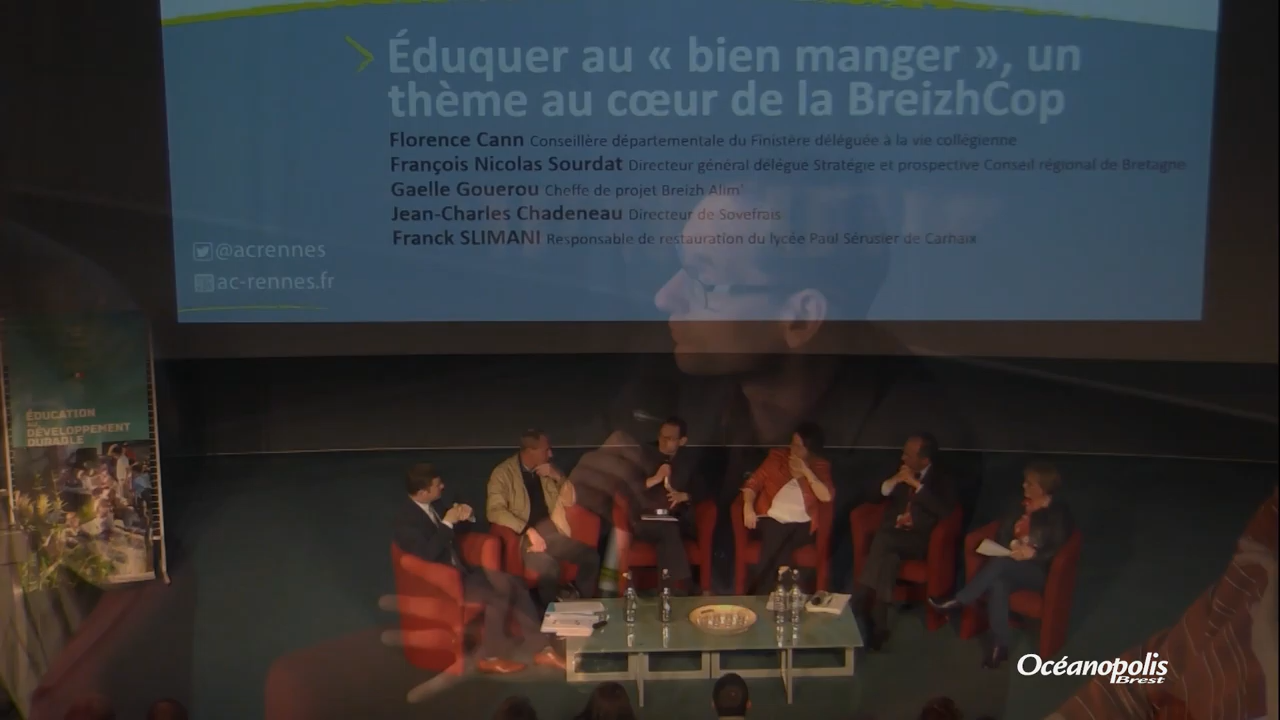 Éduquer au « bien manger », un
thème au cœur de la BreizhCop
Florence Cann Conseillère départementale du Finistère déléguée à la vie collégienne
François Nicolas Sourdat Directeur général délégué Stratégie et prospective Conseil régional de Bretagne
Gaelle Gouerou Cheffe de projet Breizh Alim'
Jean-Charles Chadeneau Directeur de Sovefrais
Franck SLIMANI Responsable de restauration du lycée Paul Sérusier de Carhaix
@acrennes
ac-rennes.fr
ÉDUCATION
AU
DÉVELOPPEMENT
DURABLE
Océanopolis
Brest